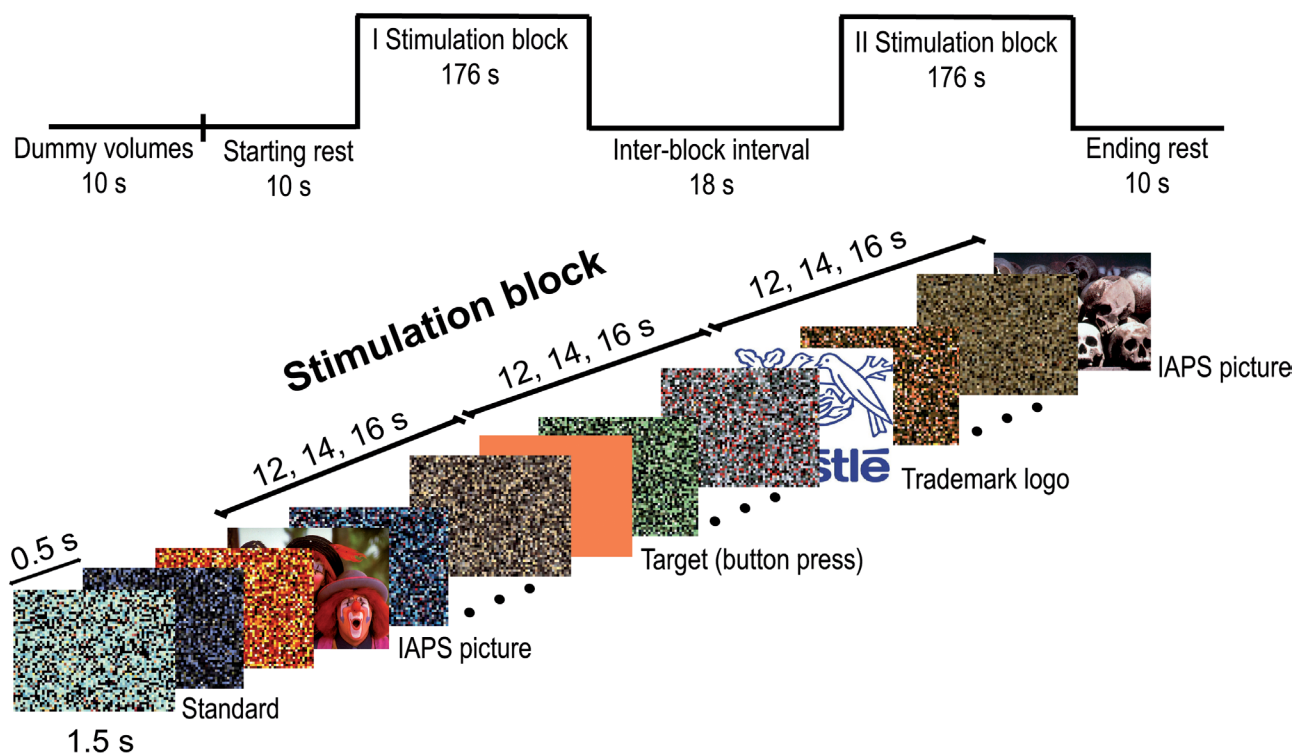 I Stimulation block
176 s
II Stimulation block
176 s
Dummy volumes
10 s
Starting rest
10 s
Inter-block interval
18 s
Ending rest
10 s
Stimulation block
12, 14, 16 s
12, 14, 16 s
12, 14, 16 s
IAPS picture
stlé
Trademark logo
Target (button press)
0.5 s
IAPS picture
Standard
1.5 s